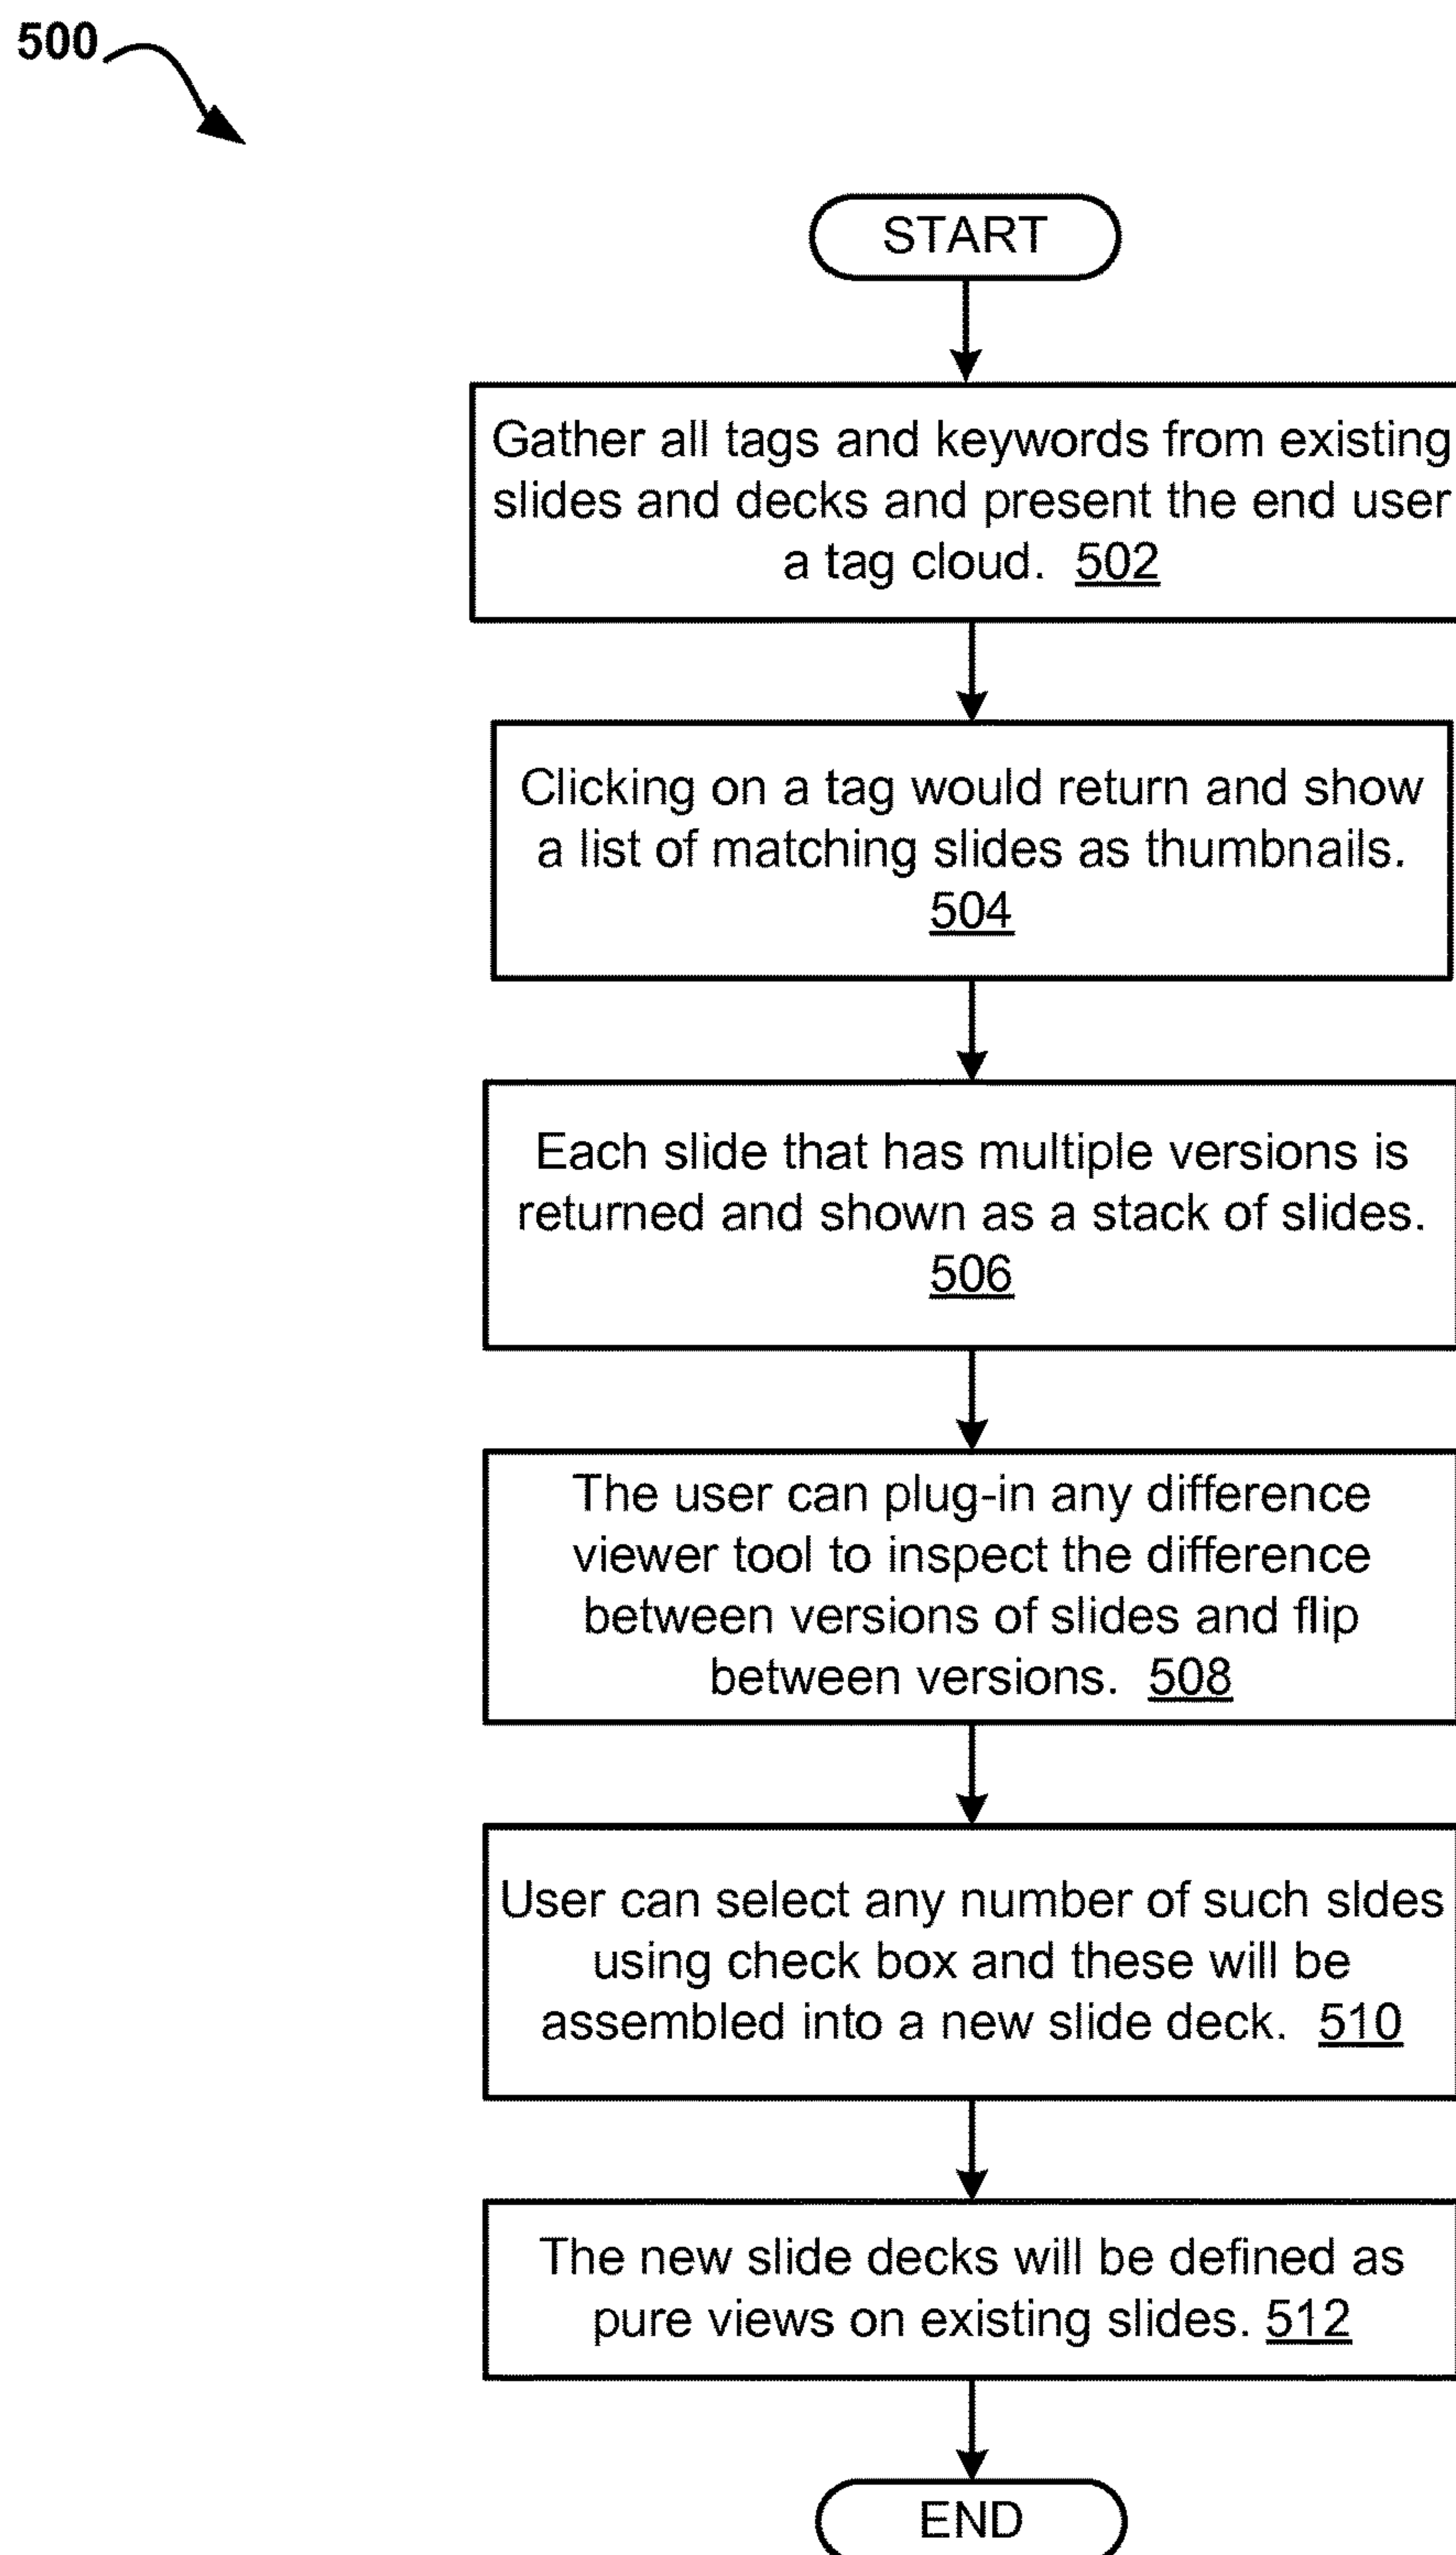 500
START
Gather all tags and keywords from existing
slides and decks and present the end user
a tag cloud. 502
Clicking on a tag would return and show
a list of matching slides as thumbnails.
504
Each slide that has multiple versions is
returned and shown as a stack of slides.
506
The user can plug-in any difference
viewer tool to inspect the difference
between versions of slides and flip
between versions. 508
User can select any number of such sldes
using check box and these will be
assembled into a new slide deck. 510
The new slide decks will be defined as
pure views on existing slides. 512
END